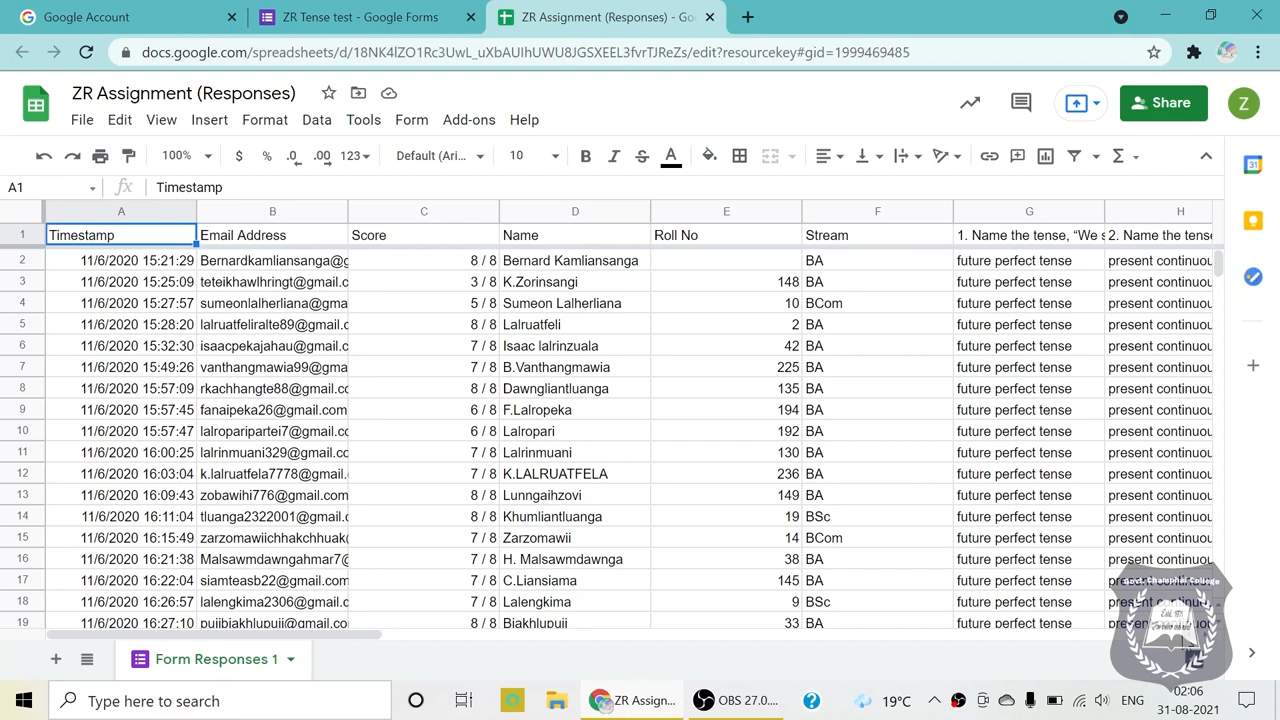 Google Account
ZR Tense test - Google Forms
ZR Assignment (Responses) - Go
docs.google.com/spreadsheets/d/18NK4lZO1Rc3UwL_uXbAUIhUWU8JGSXEEL3fvrTJReZs/edit?resourcekey#gid=1999469485
ZR Assignment (Responses)
Share
Z
File Edit View Insert Format Data Tools Form Add-ons Help
100% $ % .0 .00 123 Default (Ari... 10 B I S A Σ
31
A1 fx Timestamp
A B C D E F G H
1 Timestamp Email Address Score Name Roll No Stream 1. Name the tense, “We s 2. Name the tens
2 11/6/2020 15:21:29 Bernardkamliansanga@g 8 / 8 Bernard Kamliansanga BA future perfect tense present continuou
3 11/6/2020 15:25:09 teteikhawlhringt@gmail.c 3 / 8 K.Zorinsangi 148 BA future perfect tense present continuou
4 11/6/2020 15:27:57 sumeonlalherliana@gma 5 / 8 Sumeon Lalherliana 10 BCom future perfect tense present continuou
5 11/6/2020 15:28:20 lalruatfeliralte89@gmail.c 7 / 8 Lalruatfeli 2 BA future perfect tense present continuou
6 11/6/2020 15:32:30 isaacpekajahau@gmail.c 7 / 8 Isaac lalrinzuala 42 BA future perfect tense present continuou
7 11/6/2020 15:49:26 vanthangmawia99@gma 7 / 8 B.Vanthangmawia 225 BA future perfect tense present continuou
8 11/6/2020 15:57:09 rkachhangte88@gmail.cc 8 / 8 Dawngliantluanga 135 BA future perfect tense present continuou
9 11/6/2020 15:57:45 fanaipeka26@gmail.com 6 / 8 F.Lalropeka 194 BA future perfect tense present continuou
10 11/6/2020 15:57:47 lalroparipartei7@gmail.c 6 / 8 Lalropari 192 BA future perfect tense present continuou
11 11/6/2020 16:00:25 lalrinmuani329@gmail.c 7 / 8 Lalrinmuani 130 BA future perfect tense present continuou
12 11/6/2020 16:03:04 k.lalruatfela7778@gmail. 7 / 8 K.LALRUATFELA 236 BA future perfect tense present continuou
13 11/6/2020 16:09:43 zobawihi776@gmail.com 8 / 8 Lunngaihzovi 149 BA future perfect tense present continuou
14 11/6/2020 16:11:04 tluanga2322001@gmail.c 8 / 8 Khumliantluanga 19 BSc future perfect tense present continuou
15 11/6/2020 16:15:49 zarzomawiichhakchhuak 7 / 8 Zarzomawii 14 BCom future perfect tense present continuou
16 11/6/2020 16:21:38 Malsawmdawngahmar7@ 7 / 8 H. Malsawmdawnga 38 BA future perfect tense present continuou
17 11/6/2020 16:22:04 siamteasb22@gmail.com 7 / 8 C.Liansiama 145 BA future perfect tense present
18 11/6/2020 16:26:57 lalengkima2306@gmail.c 7 / 8 Lalengkima 9 BSc future perfect tense present continuou
19 11/6/2020 16:27:10 puiibiakhlupuii@gmail.c 8 / 8 Biakhlupuii 33 BA future perfect tense
Govt. Champhai College
Form Responses 1
Type here to search
ZR Assign...
OBS 27.0....
19°C
ENG
02:06
31-08-2021